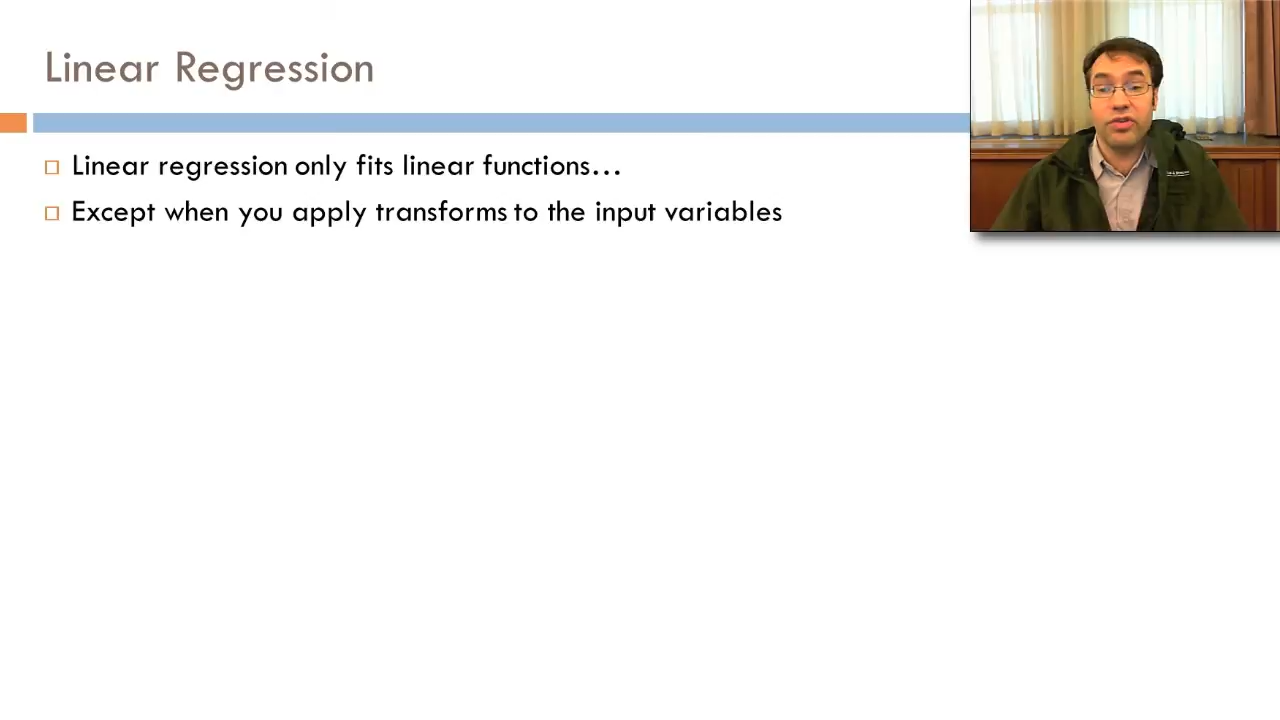 Linear Regression
Linear regression only fits linear functions…
Except when you apply transforms to the input variables